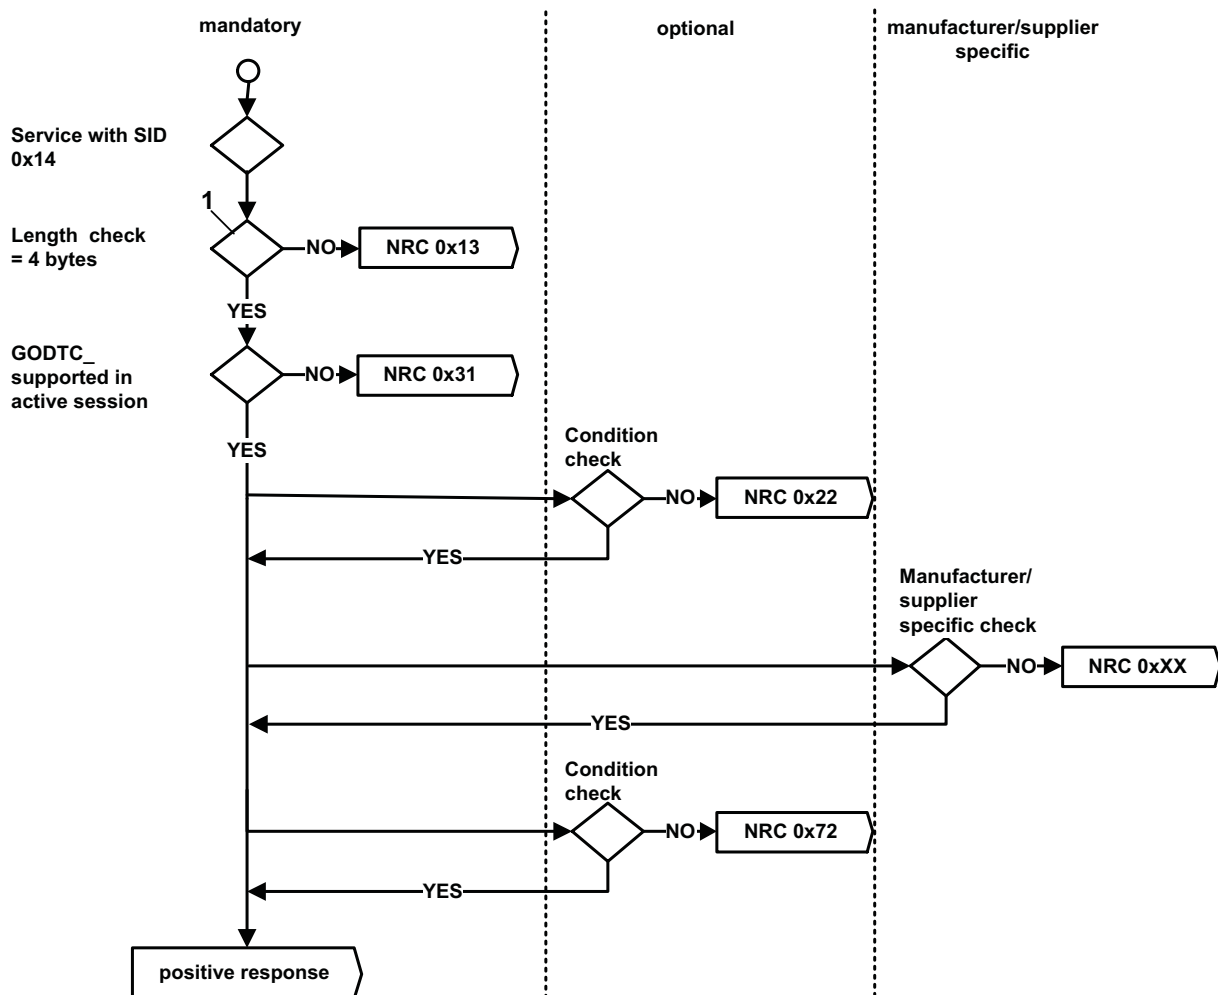 mandatory
optional
manufacturer/supplier
specific
Service with SID
0x14
1
Length check
= 4 bytes
NO
NRC 0x13
YES
GODTC_
supported in
active session
NO
NRC 0x31
YES
Condition
check
NO
NRC 0x22
YES
Manufacturer/
supplier
specific check
NO
NRC 0xXX
YES
Condition
check
NO
NRC 0x72
YES
positive response